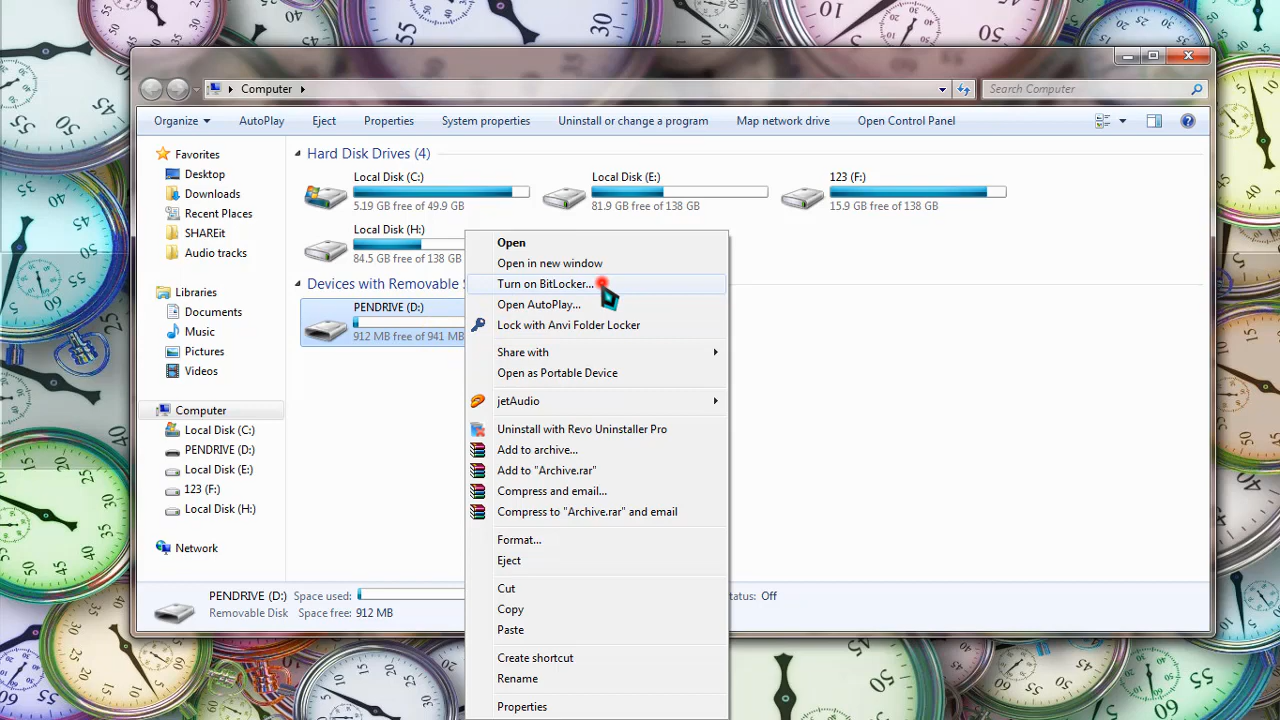 Computer
Search Computer
Organize
AutoPlay
Eject
Properties
System properties
Uninstall or change a program
Map network drive
Open Control Panel
Favorites
Desktop
Downloads
Recent Places
SHAREit
Audio tracks
Libraries
Documents
Music
Pictures
Videos
Computer
Local Disk (C:)
PENDRIVE (D:)
Local Disk (E:)
123 (F:)
Local Disk (H:)
Network
Hard Disk Drives (4)
Local Disk (C:)
5.19 GB free of 49.9 GB
Local Disk (E:)
81.9 GB free of 138 GB
123 (F:)
15.9 GB free of 138 GB
Local Disk (H:)
84.5 GB free of 138 GB
Devices with Removable
PENDRIVE (D:)
912 MB free of 941 MB
Open
Open in new window
Turn on BitLocker...
Open AutoPlay...
Lock with Anvi Folder Locker
Share with
Open as Portable Device
jetAudio
Uninstall with Revo Uninstaller Pro
Add to archive...
Add to "Archive.rar"
Compress and email...
Compress to "Archive.rar" and email
Format...
Eject
Cut
Copy
Paste
Create shortcut
Rename
Properties
PENDRIVE (D:) Space used:
Removable Disk Space free: 912 MB
status: Off